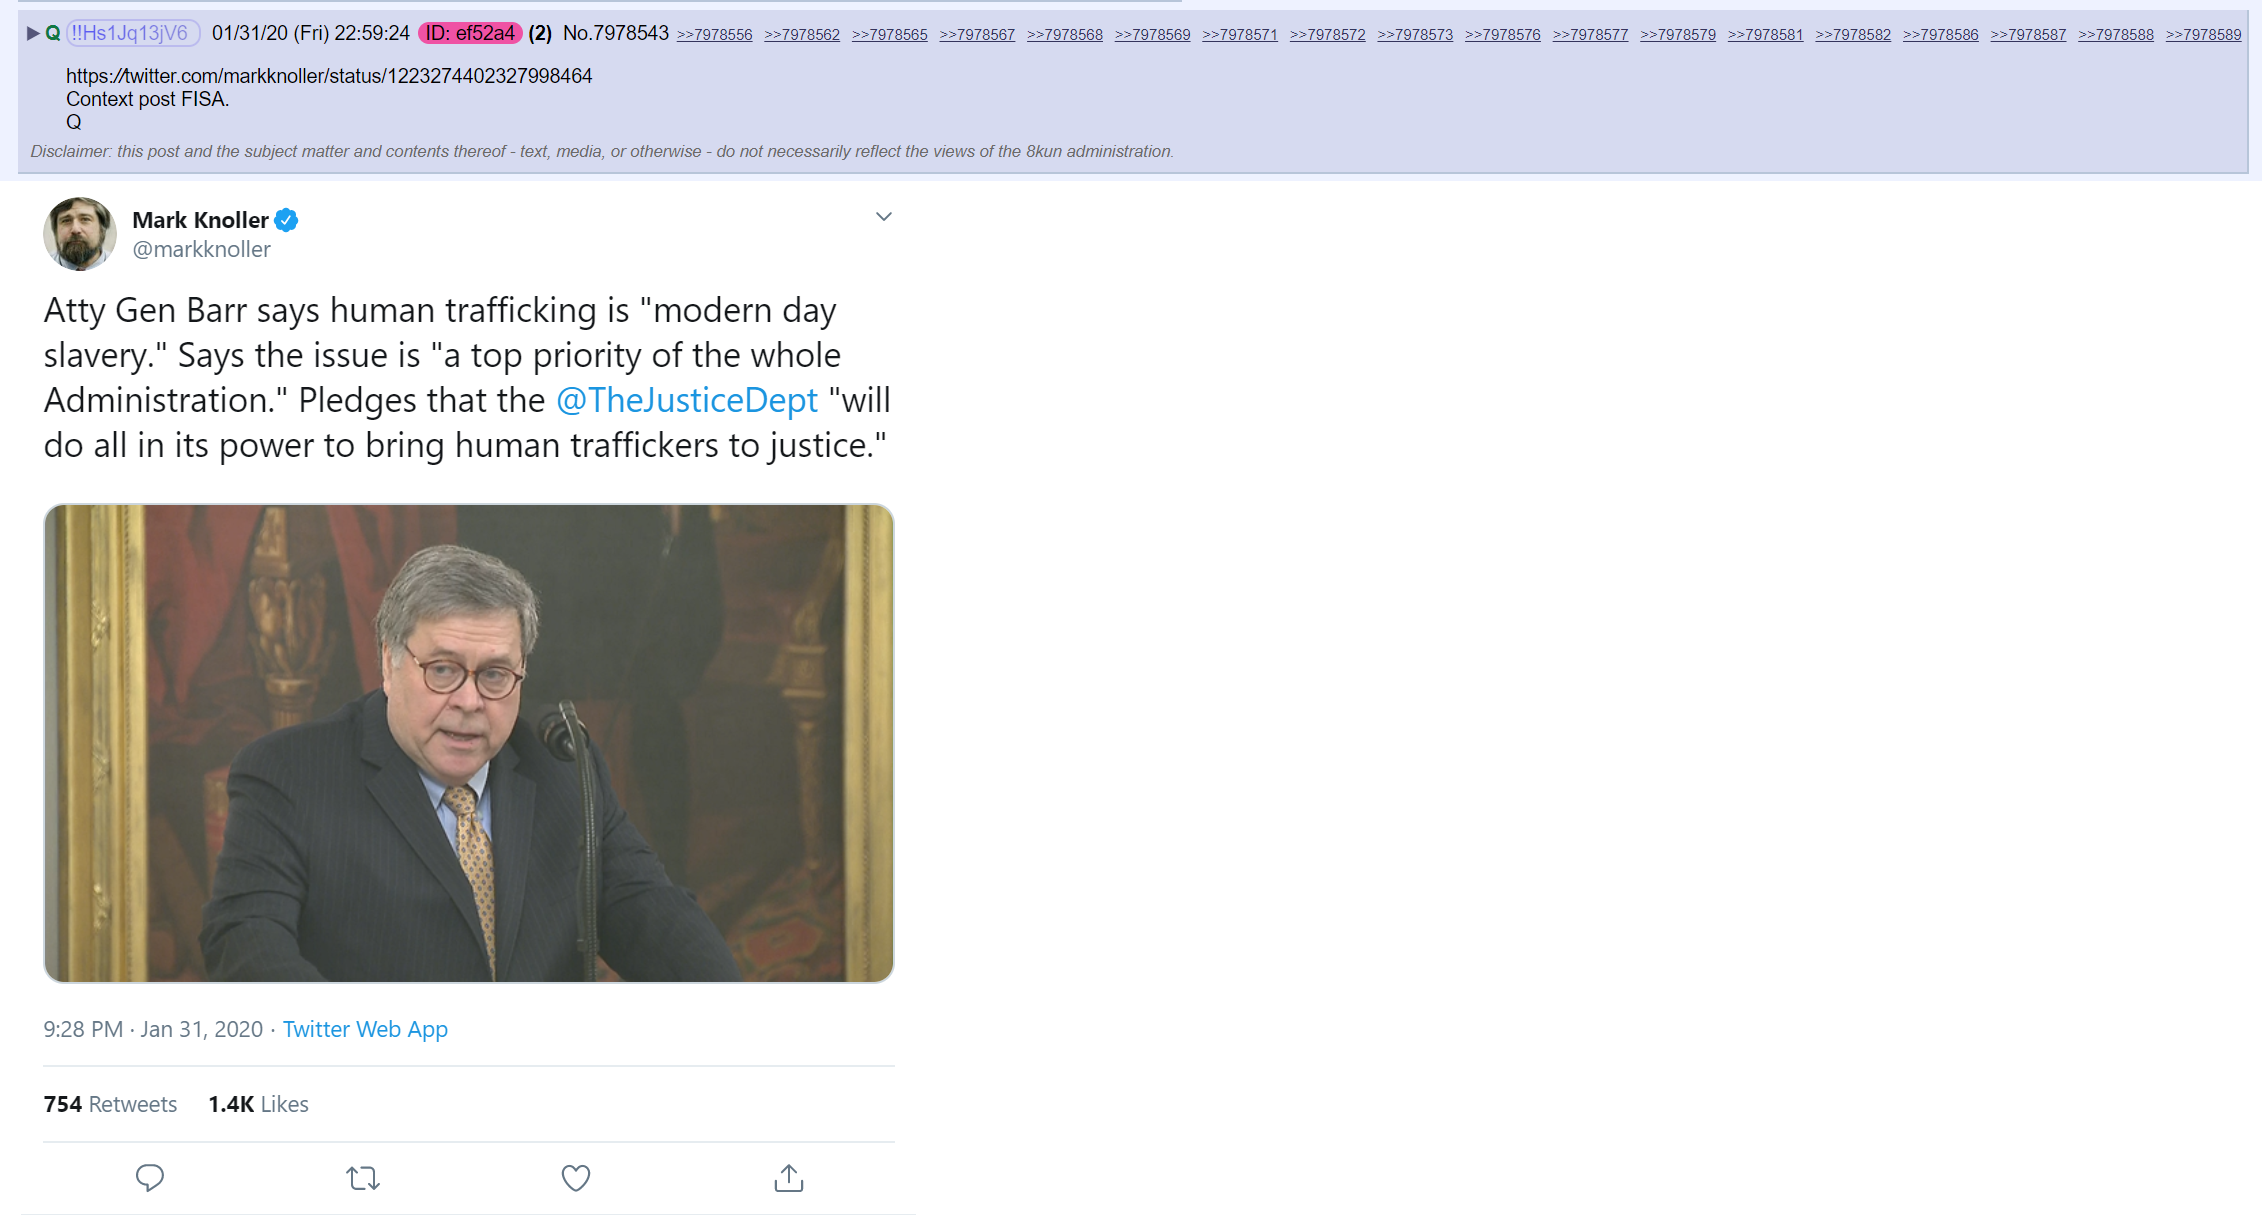 ▶Q !!Hs1Jq13jV6 01/31/20 (Fri) 22:59:24 ID: ef52a4 (2) No.7978543 >>7978556 >>7978562 >>7978565 >>7978567 >>7978568 >>7978569 >>7978571 >>7978572 >>7978573 >>7978576 >>7978577 >>7978579 >>7978581 >>7978582 >>7978586 >>7978587 >>7978588 >>7978589
https://twitter.com/markknoller/status/1223274402327998464
Context post FISA.
Q
Disclaimer: this post and the subject matter and contents thereof - text, media, or otherwise - do not necessarily reflect the views of the 8kun administration.
Mark Knoller
@markknoller
Atty Gen Barr says human trafficking is "modern day
slavery." Says the issue is "a top priority of the whole
Administration." Pledges that the @TheJusticeDept "will
do all in its power to bring human traffickers to justice."
9:28 PM · Jan 31, 2020 · Twitter Web App
754 Retweets 1.4K Likes